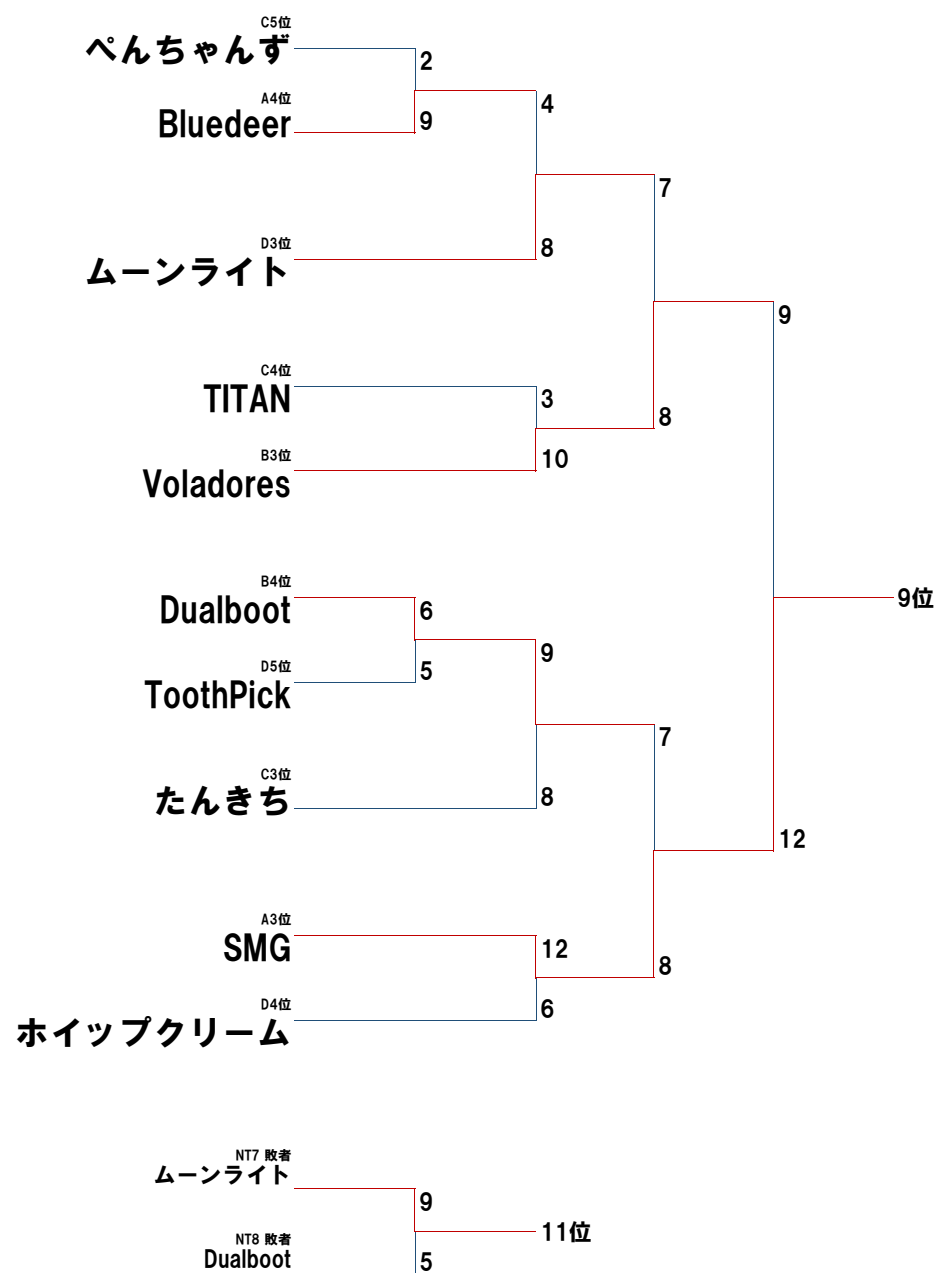 C5位
ぺんちゃんず
2
A4位
Bluedeer
9
4
D3位
ムーンライト
8
7
C4位
TITAN
3
B3位
Voladores
10
8
9
B4位
Dualboot
6
D5位
ToothPick
5
9
C3位
たんきち
8
7
A3位
SMG
12
D4位
ホイップクリーム
6
8
12
9位
NT7 敗者
ムーンライト
9
NT8 敗者
Dualboot
5
11位